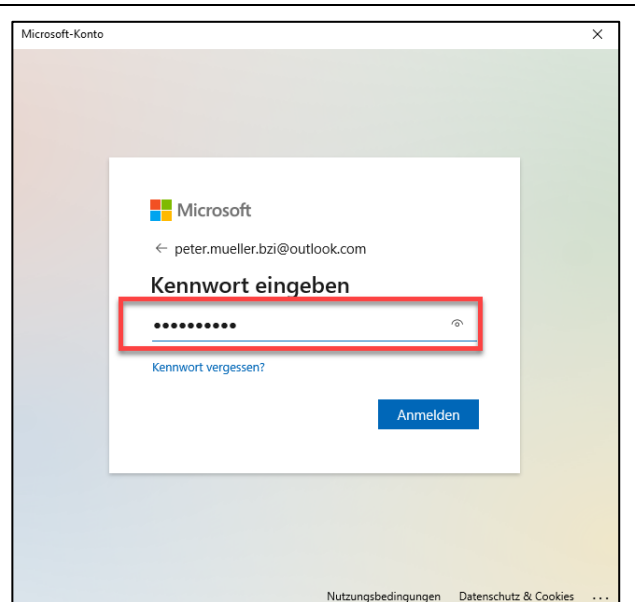 Microsoft-Konto
Microsoft
← peter.mueller.bzi@outlook.com
Kennwort eingeben
••••••••••
Kennwort vergessen?
Anmelden
Nutzungsbedingungen Datenschutz & Cookies ...